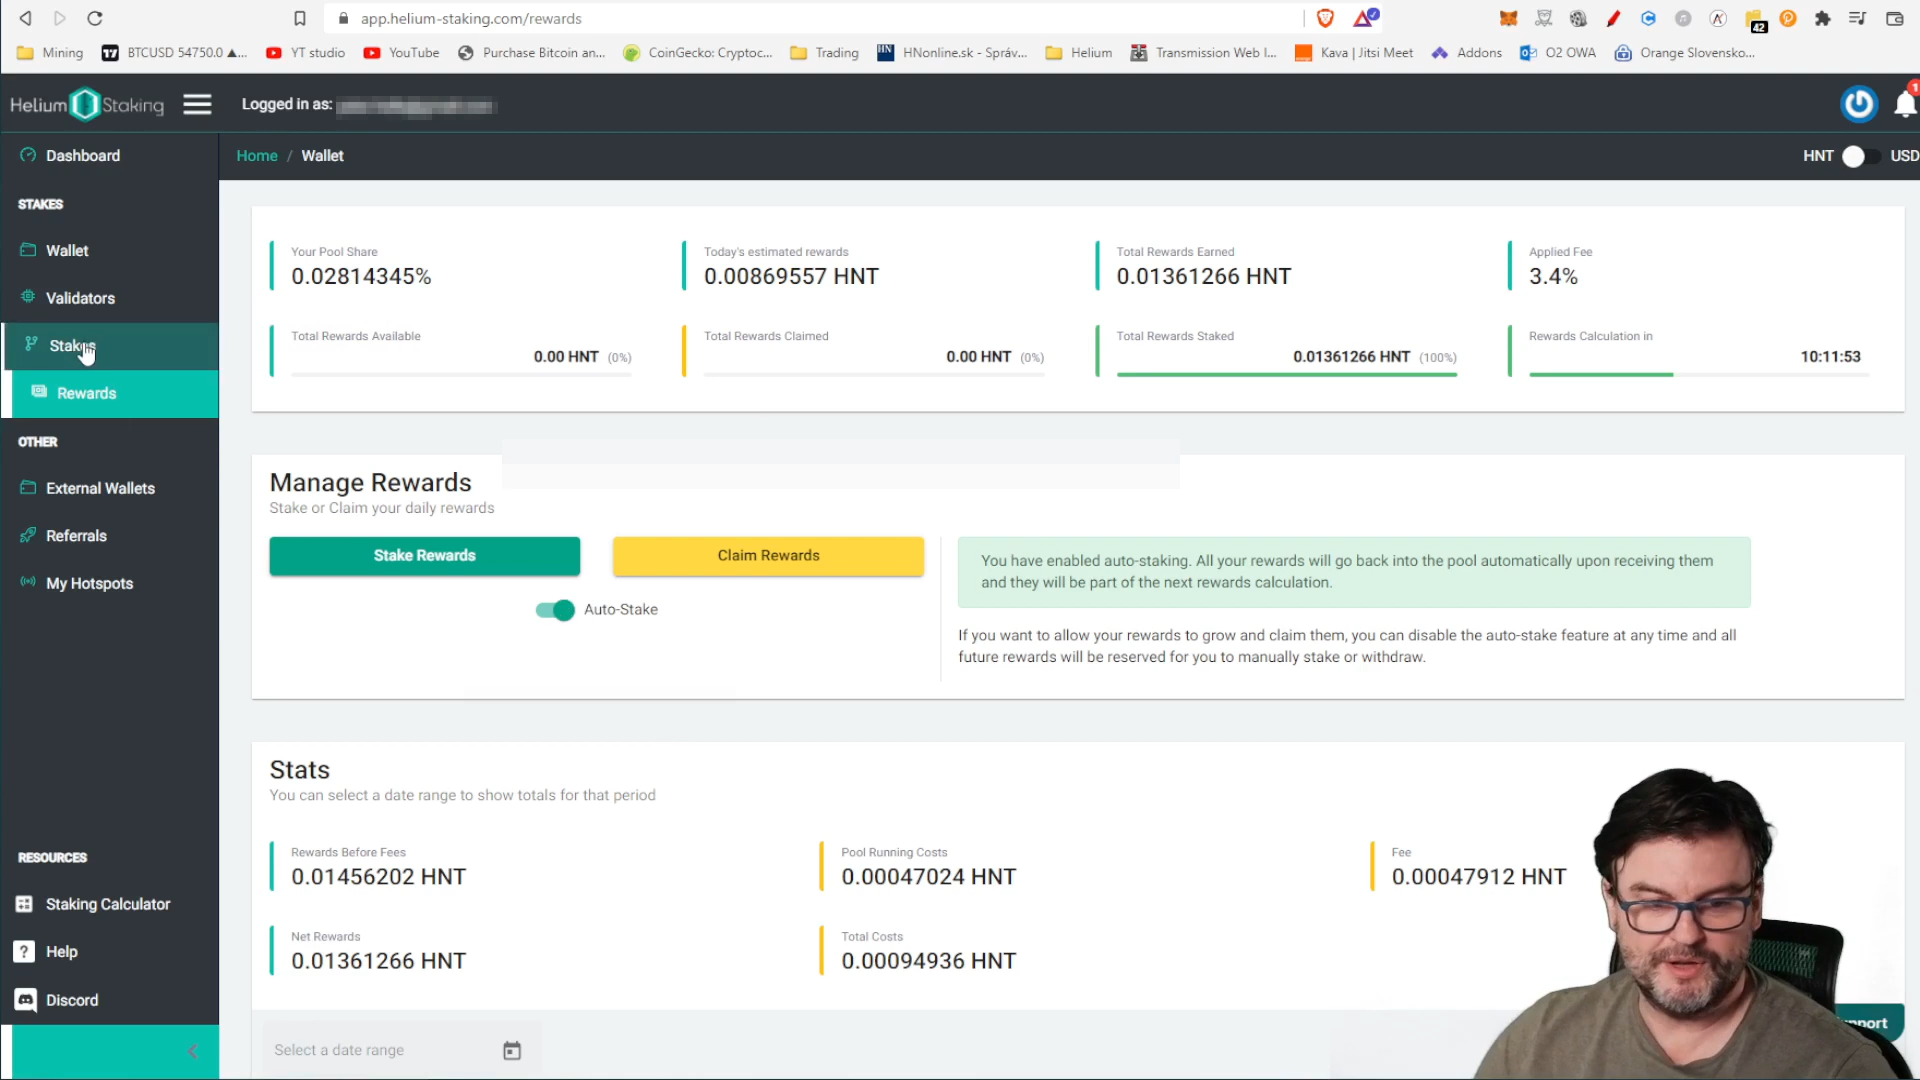 app.helium-staking.com/rewards
42
Mining
BTCUSD 54750.0 ▲...
YT studio
YouTube
Purchase Bitcoin an...
CoinGecko: Cryptoc...
Trading
HNonline.sk - Správ...
Helium
Transmission Web I...
Kava | Jitsi Meet
Addons
O2 OWA
Orange Slovensko...
Helium Staking
Logged in as:
1
Dashboard
Home / Wallet
HNT
USD
STAKES
Wallet
Validators
Stakes
Rewards
OTHER
External Wallets
Referrals
My Hotspots
RESOURCES
Staking Calculator
Help
Discord
Your Pool Share
0.02814345%
Today's estimated rewards
0.00869557 HNT
Total Rewards Earned
0.01361266 HNT
Applied Fee
3.4%
Total Rewards Available
0.00 HNT (0%)
Total Rewards Claimed
0.00 HNT (0%)
Total Rewards Staked
0.01361266 HNT (100%)
Rewards Calculation in
10:11:53
Manage Rewards
Stake or Claim your daily rewards
Stake Rewards
Claim Rewards
Auto-Stake
You have enabled auto-staking. All your rewards will go back into the pool automatically upon receiving them
and they will be part of the next rewards calculation.
If you want to allow your rewards to grow and claim them, you can disable the auto-stake feature at any time and all
future rewards will be reserved for you to manually stake or withdraw.
Stats
You can select a date range to show totals for that period
Rewards Before Fees
0.01456202 HNT
Pool Running Costs
0.00047024 HNT
Fee
0.00047912 HNT
Net Rewards
0.01361266 HNT
Total Costs
0.00094936 HNT
Select a date range